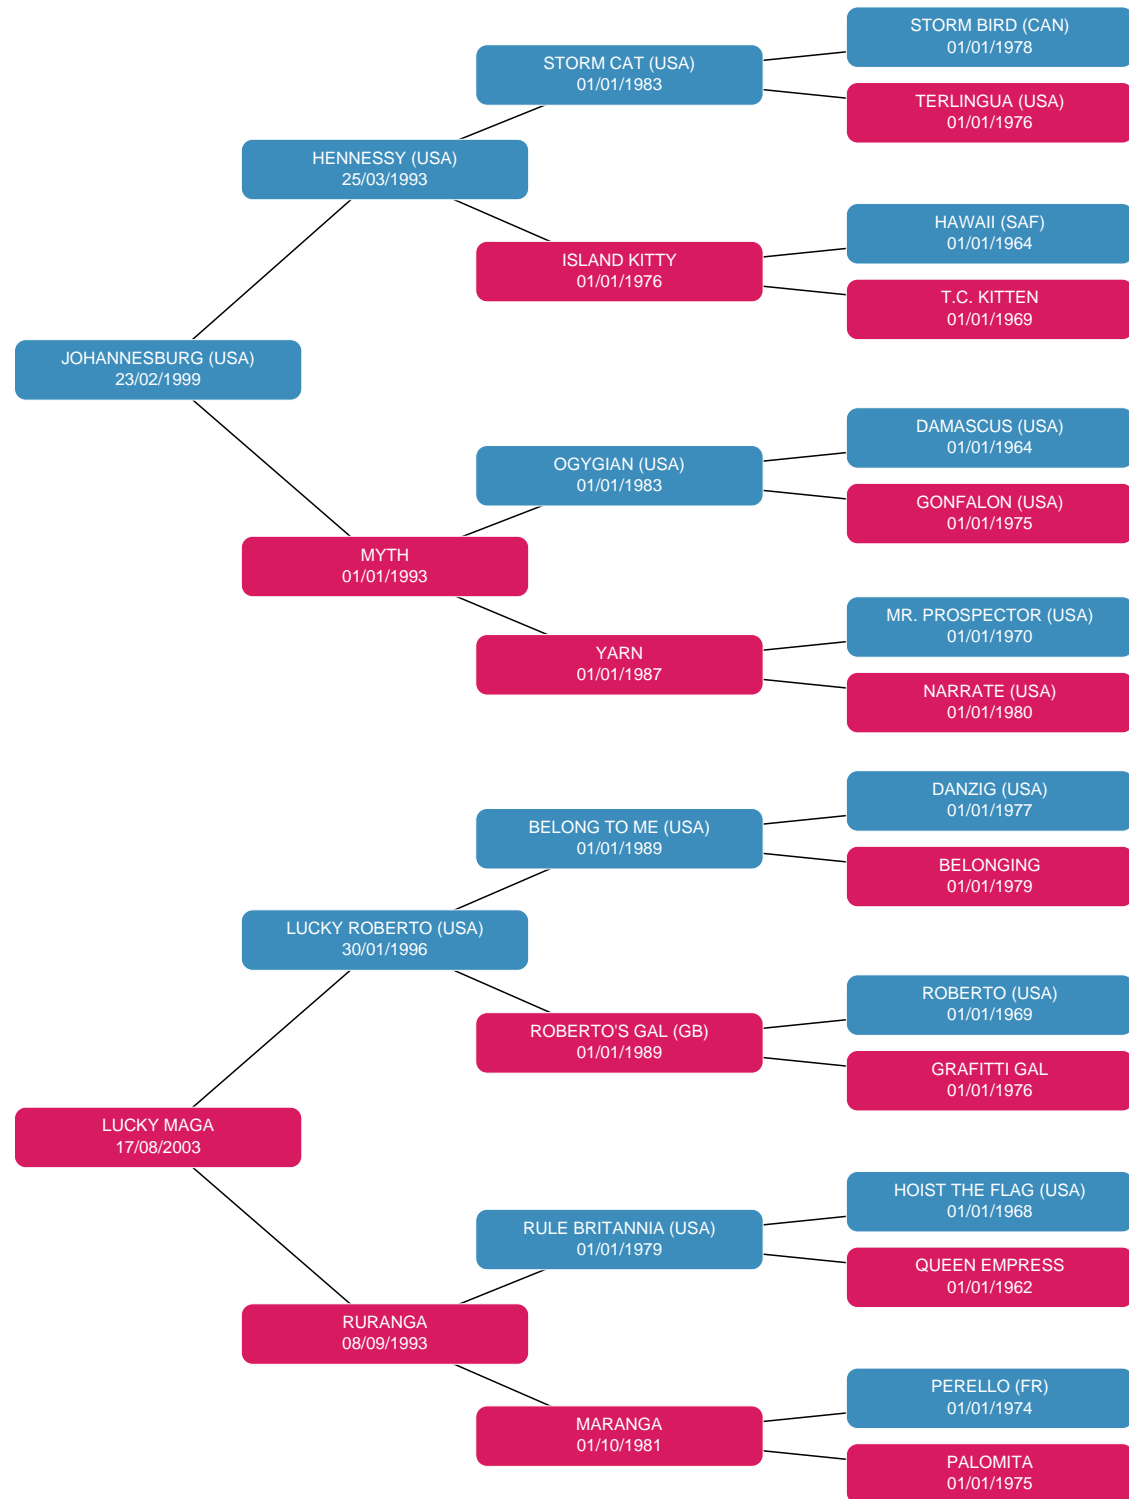 STORM BIRD (CAN)
01/01/1978
STORM CAT (USA)
01/01/1983
TERLINGUA (USA)
01/01/1976
HENNESSY (USA)
25/03/1993
HAWAII (SAF)
01/01/1964
ISLAND KITTY
01/01/1976
T.C. KITTEN
01/01/1969
JOHANNESBURG (USA)
23/02/1999
DAMASCUS (USA)
01/01/1964
OGYGIAN (USA)
01/01/1983
GONFALON (USA)
01/01/1975
MYTH
01/01/1993
MR. PROSPECTOR (USA)
01/01/1970
YARN
01/01/1987
NARRATE (USA)
01/01/1980
DANZIG (USA)
01/01/1977
BELONG TO ME (USA)
01/01/1989
BELONGING
01/01/1979
LUCKY ROBERTO (USA)
30/01/1996
ROBERTO (USA)
01/01/1969
ROBERTO'S GAL (GB)
01/01/1989
GRAFITTI GAL
01/01/1976
LUCKY MAGA
17/08/2003
HOIST THE FLAG (USA)
01/01/1968
RULE BRITANNIA (USA)
01/01/1979
QUEEN EMPRESS
01/01/1962
RURANGA
08/09/1993
PERELLO (FR)
01/01/1974
MARANGA
01/10/1981
PALOMITA
01/01/1975